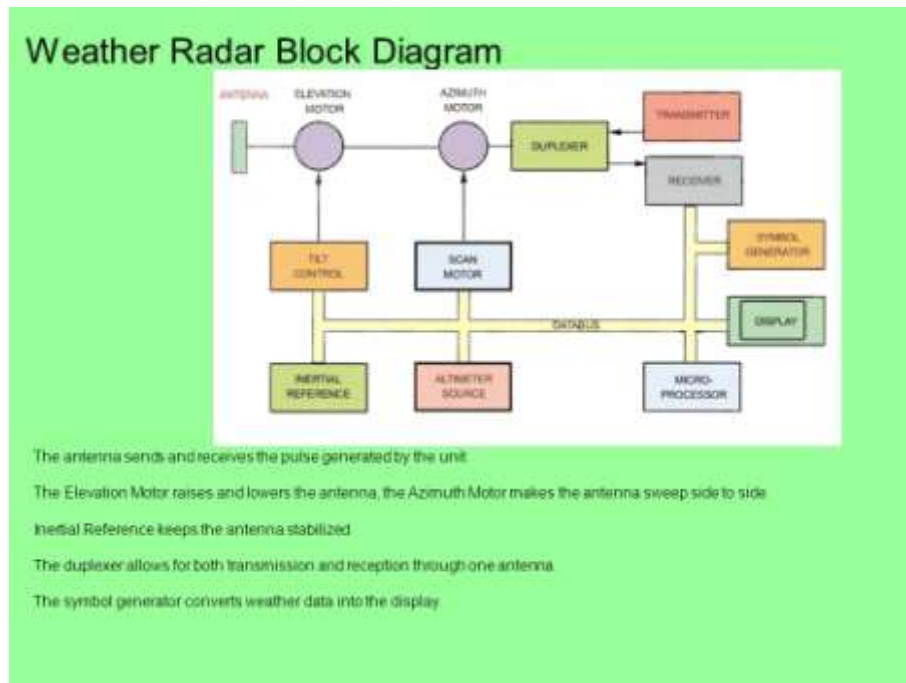 Weather Radar Block Diagram
ANTENNA
ELEVATION
MOTOR
AZIMUTH
MOTOR
DUPLEXER
TRANSMITTER
RECEIVER
TILT
CONTROL
SCAN
MOTOR
SYMBOL
GENERATOR
DATABUS
DISPLAY
INERTIAL
REFERENCE
ALTIMETER
SOURCE
MICRO-
PROCESSOR
The antenna sends and receives the pulse generated by the unit
The Elevation Motor raises and lowers the antenna, the Azimuth Motor makes the antenna sweep side to side
Inertial Reference keeps the antenna stabilized
The duplexer allows for both transmission and reception through one antenna
The symbol generator converts weather data into the display